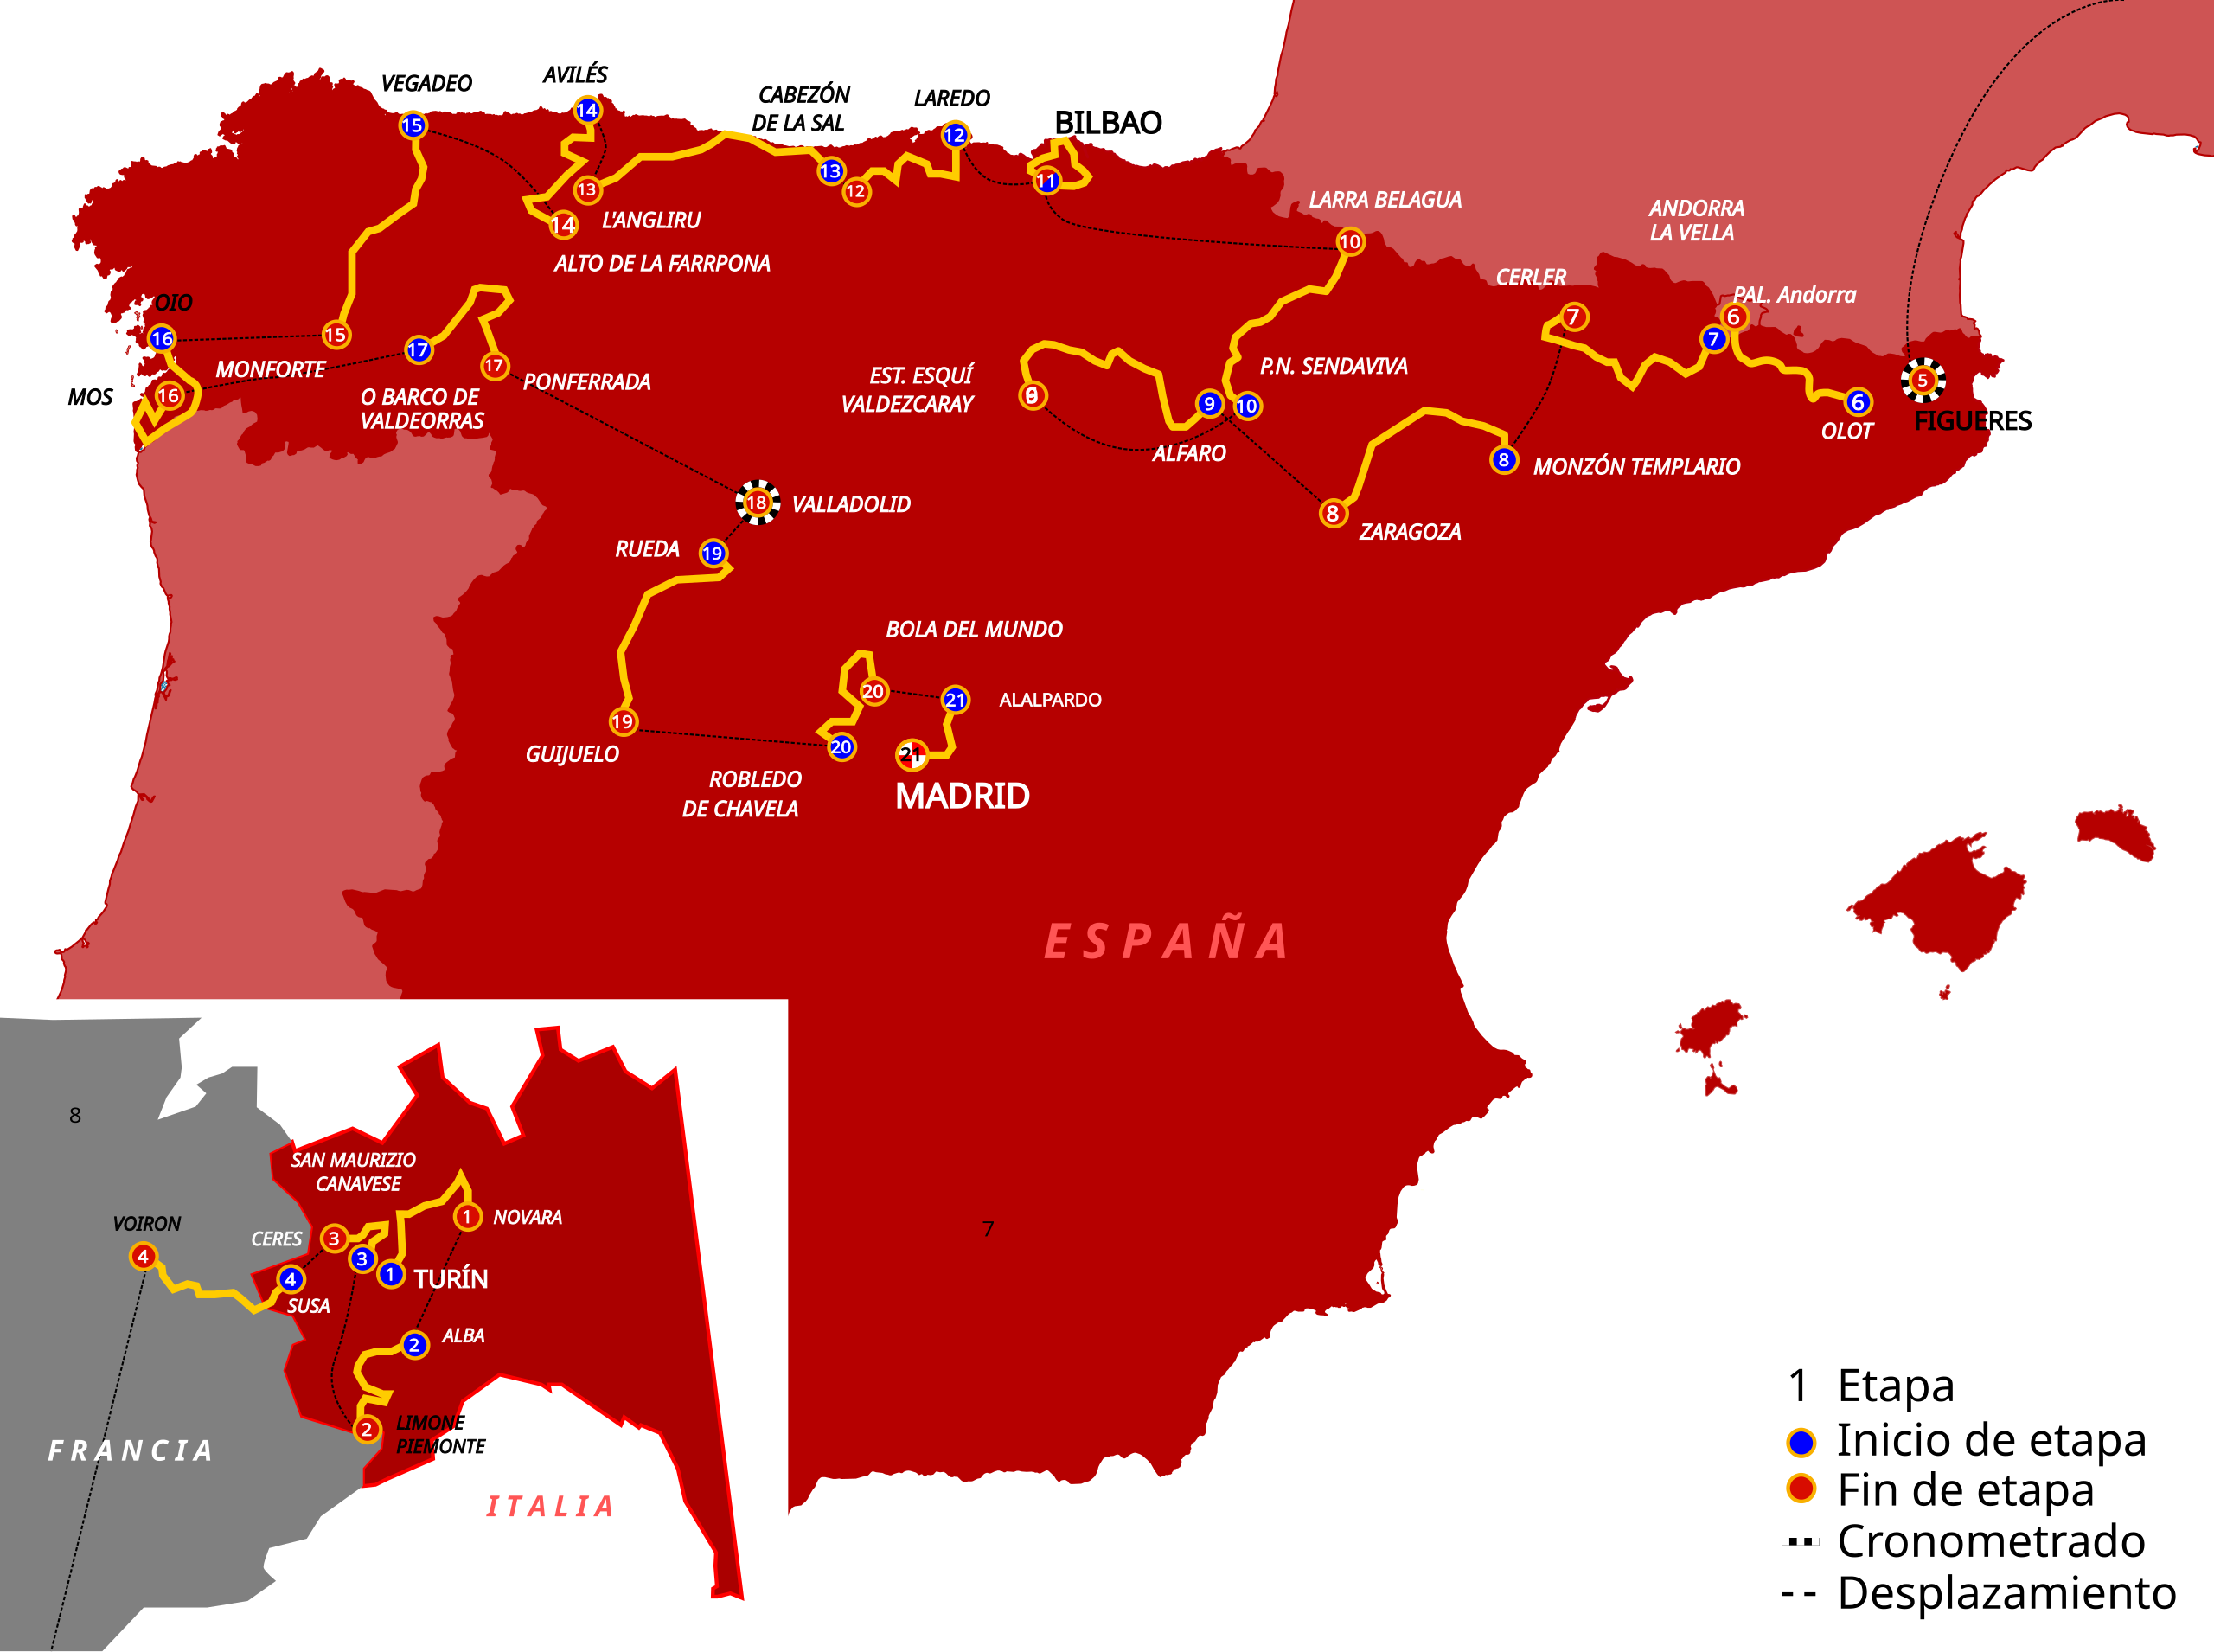 VEGADEO
AVILÉS
CABEZÓN
DE LA SAL
LAREDO
BILBAO
15
14
12
13
11
13
12
14
L'ANGLIRU
ALTO DE LA FARRPONA
LARRA BELAGUA
10
ANDORRA
LA VELLA
CERLER
PAL. Andorra
7
6
7
OIO
16
15
17
MONFORTE
17
PONFERRADA
MOS
16
O BARCO DE
VALDEORRAS
EST. ESQUÍ
VALDEZCARAY
9
P.N. SENDAVIVA
9
10
ALFARO
5
FIGUERES
6
OLOT
8
MONZÓN TEMPLARIO
8
ZARAGOZA
18
VALLADOLID
RUEDA
19
BOLA DEL MUNDO
20
21
ALALPARDO
19
GUIJUELO
20
21
ROBLEDO
DE CHAVELA
MADRID
ESPAÑA
8
SAN MAURIZIO
CANAVESE
VOIRON
4
CERES
3
1
NOVARA
3
1
TURÍN
4
SUSA
2
ALBA
2
LIMONE
PIEMONTE
FRANCIA
ITALIA
7
1 Etapa
Inicio de etapa
Fin de etapa
Cronometrado
Desplazamiento